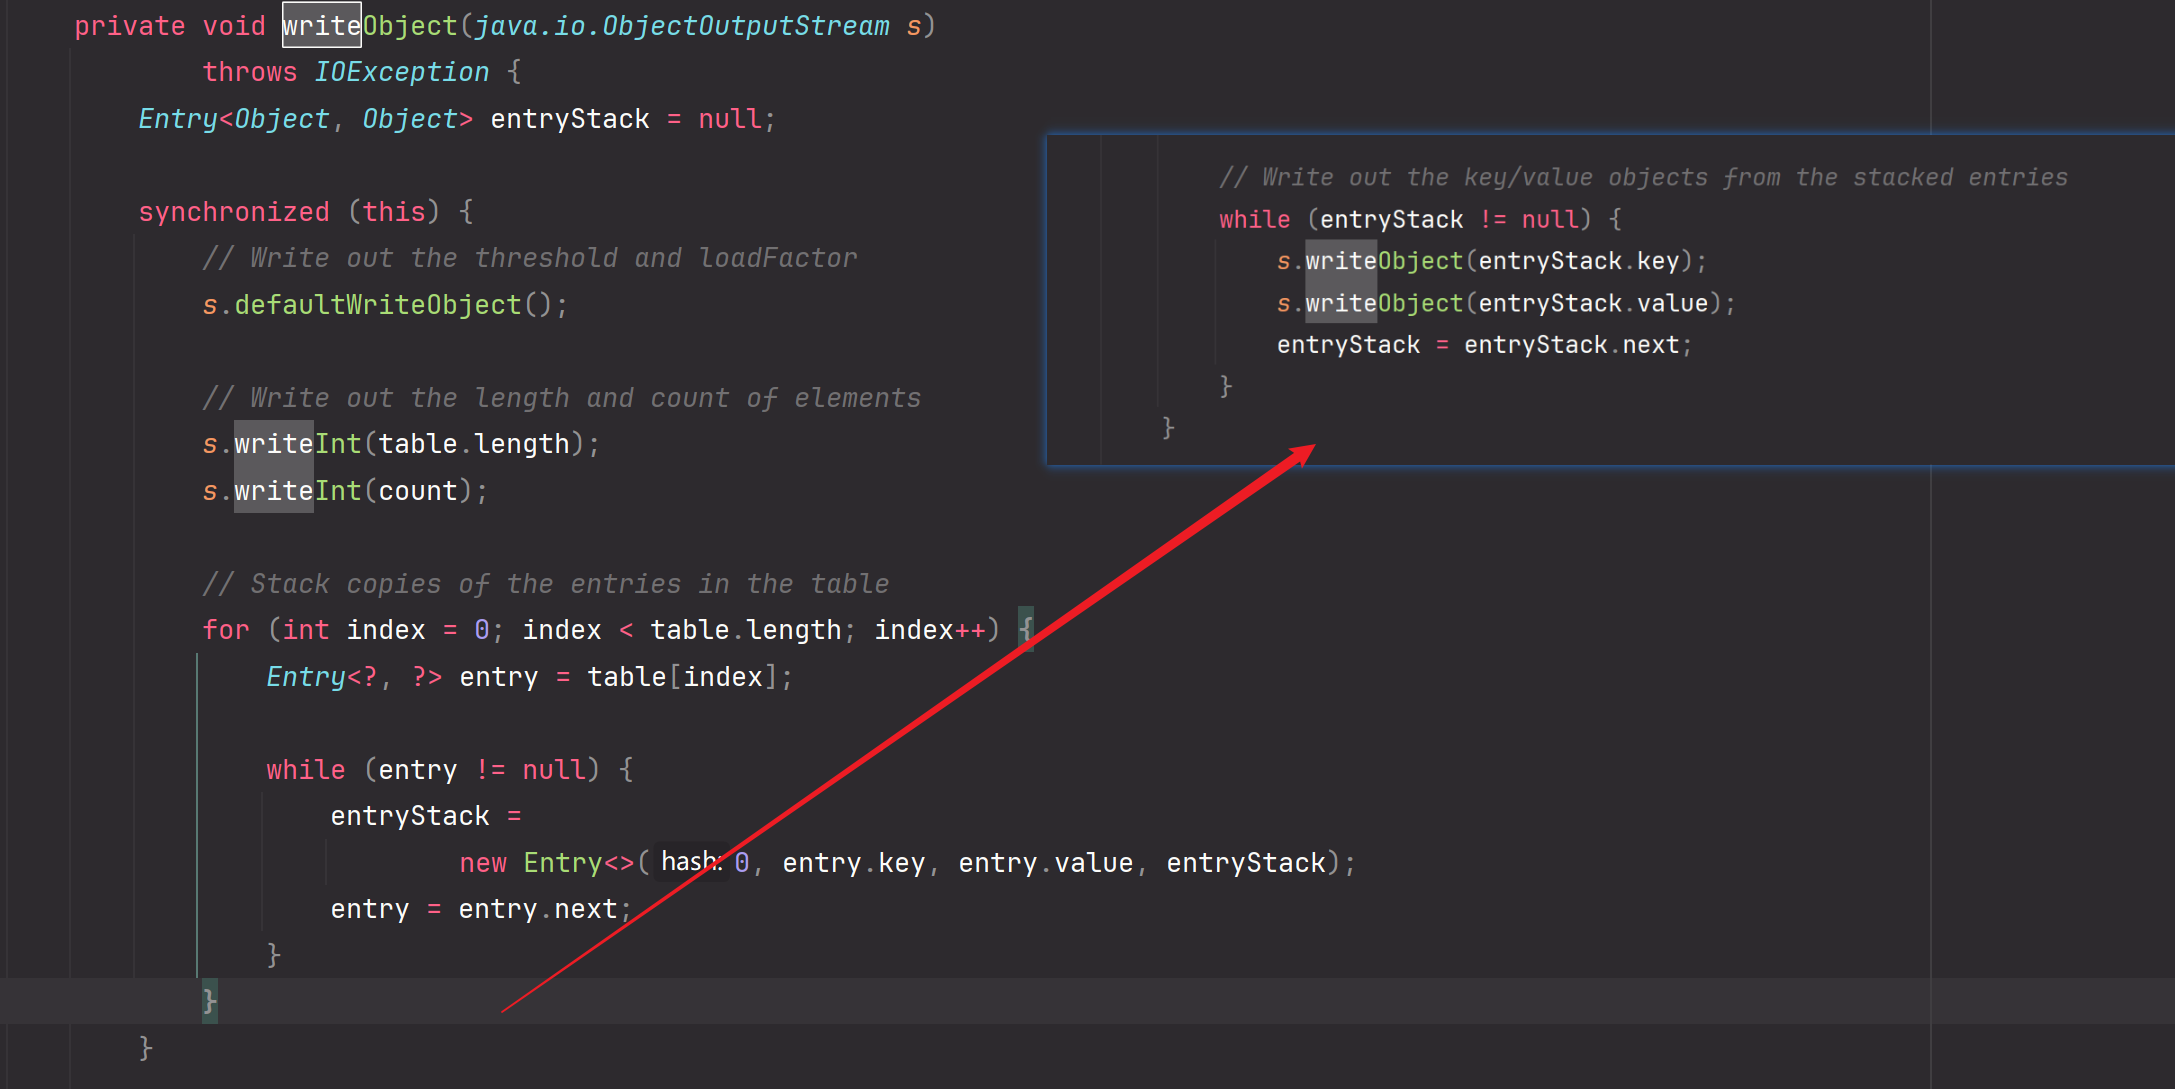 private void writeObject(java.io.ObjectOutputStream s)
throws IOException {
Entry<Object, Object> entryStack = null;
synchronized (this) {
// Write out the threshold and loadFactor
s.defaultWriteObject();
// Write out the length and count of elements
s.writeInt(table.length);
s.writeInt(count);
// Stack copies of the entries in the table
for (int index = 0; index < table.length; index++) {
Entry<?, ?> entry = table[index];
while (entry != null) {
entryStack =
new Entry<>( hash: 0, entry.key, entry.value, entryStack);
entry = entry.next;
}
}
}
// Write out the key/value objects from the stacked entries
while (entryStack != null) {
s.writeObject(entryStack.key);
s.writeObject(entryStack.value);
entryStack = entryStack.next;
}
}